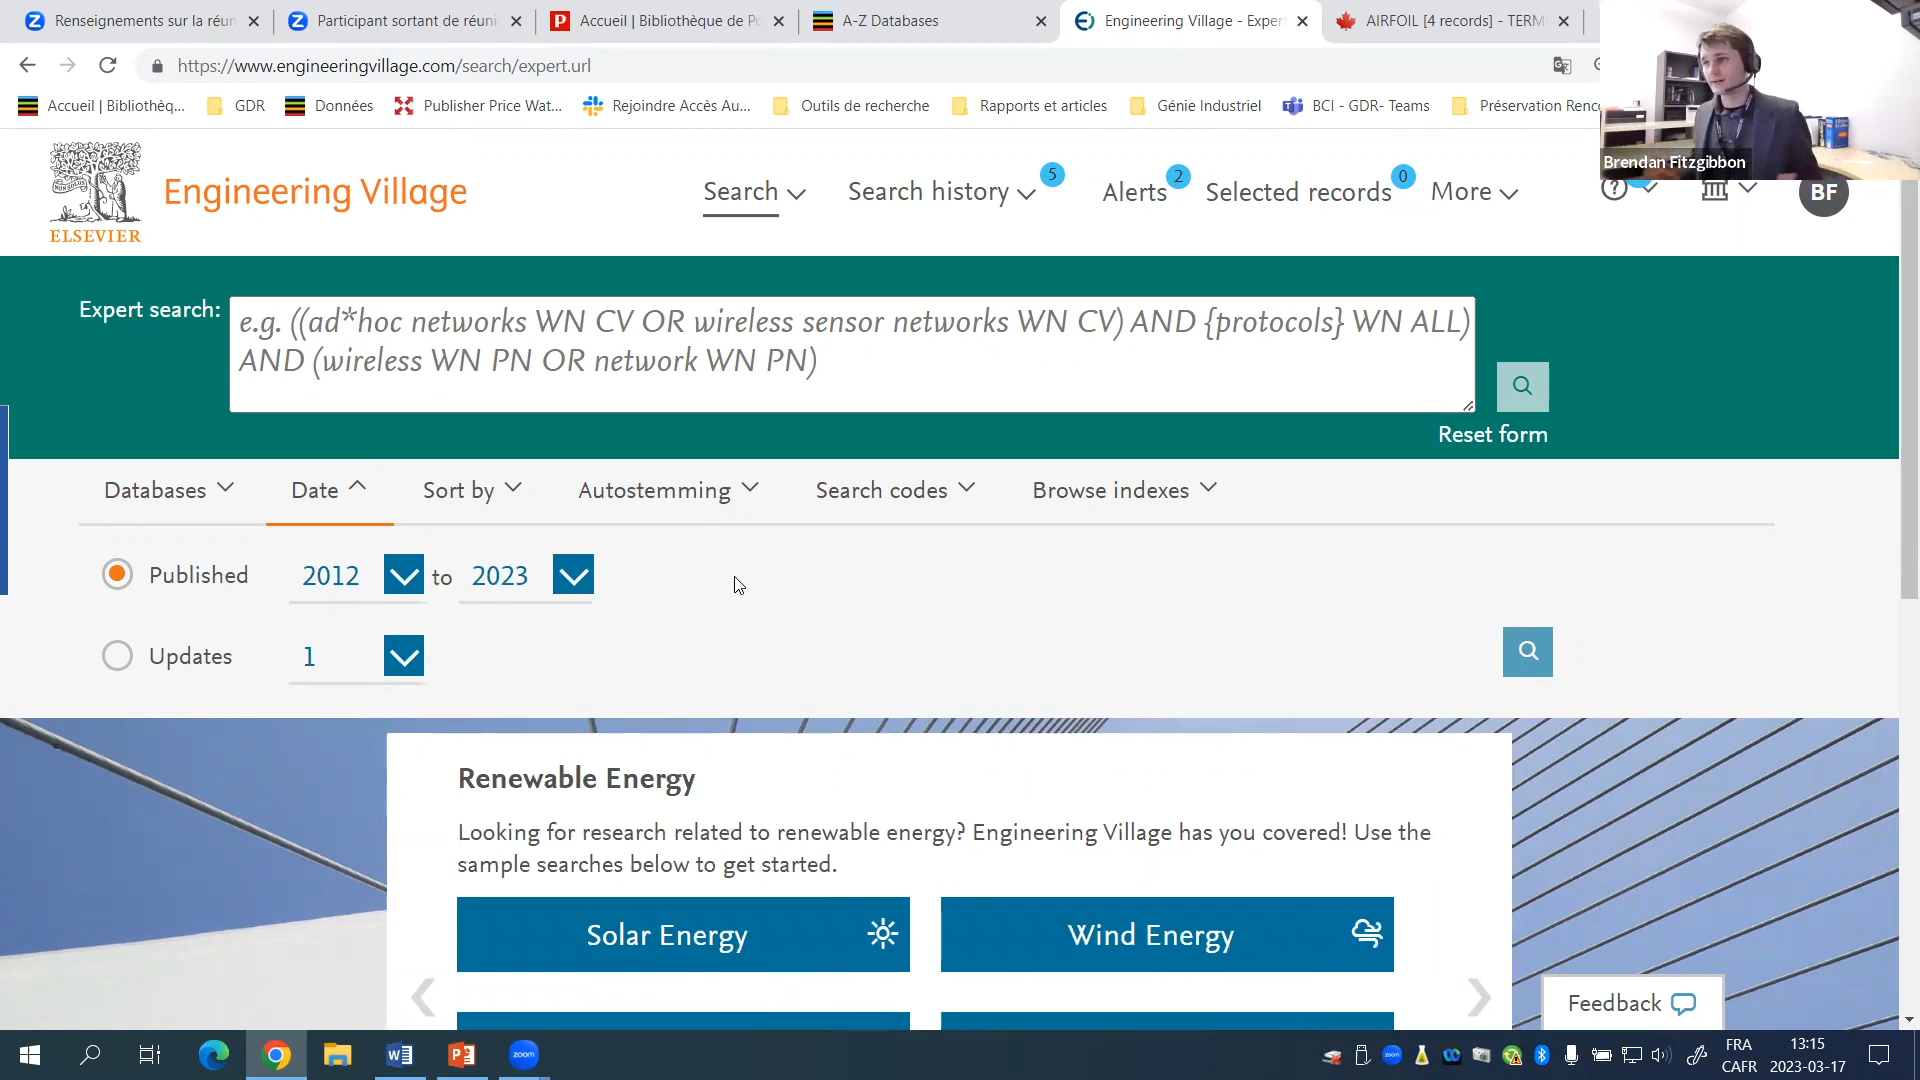 Renseignements sur la réun
Participant sortant de réuni
Accueil | Bibliothèque de Po
A-Z Databases
Engineering Village - Exper
AIRFOIL [4 records] - TERM
https://www.engineeringvillage.com/search/expert.url
Accueil | Bibliothèq...
GDR
Données
Publisher Price Wat...
Rejoindre Accès Au...
Outils de recherche
Rapports et articles
Génie Industriel
BCI - GDR- Teams
Préservation Renc
Brendan Fitzgibbon
ELSEVIER
Engineering Village
Search
Search history 5
Alerts 2
Selected records 0
More
BF
Expert search:
e.g. ((ad*hoc networks WN CV OR wireless sensor networks WN CV) AND {protocols} WN ALL)
AND (wireless WN PN OR network WN PN)
Reset form
Databases
Date
Sort by
Autostemming
Search codes
Browse indexes
Published 2012 to 2023
Updates 1
Renewable Energy
Looking for research related to renewable energy? Engineering Village has you covered! Use the
sample searches below to get started.
Solar Energy
Wind Energy
Feedback
zoom
FRA
CAFR
13:15
2023-03-17